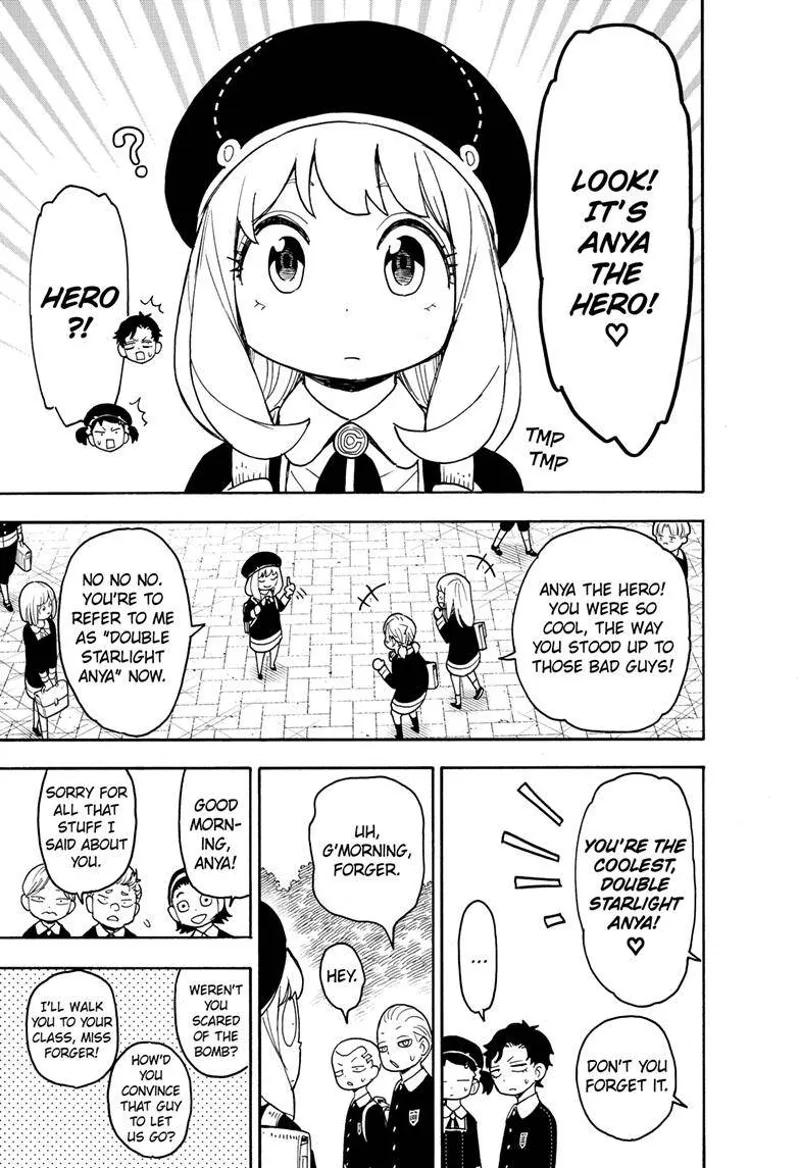 LOOK!
IT'S
ANYA
THE
HERO!
♡
TMP
TMP
?
HERO
?!
ANYA THE HERO!
YOU WERE SO
COOL, THE WAY
YOU STOOD UP TO
THOSE BAD GUYS!
NO NO NO.
YOU'RE TO
REFER TO ME
AS "DOUBLE
STARLIGHT
ANYA" NOW.
YOU'RE THE
COOLEST,
DOUBLE
STARLIGHT
ANYA!
♡
DON'T YOU
FORGET IT.
...
UH,
G'MORNING,
FORGER.
HEY.
GOOD
MORN-
ING,
ANYA!
SORRY FOR
ALL THAT
STUFF I
SAID ABOUT
YOU.
WEREN'T
YOU
SCARED
OF THE
BOMB?
HOW'D
YOU
CONVINCE
THAT GUY
TO LET
US GO?
I'LL WALK
YOU TO YOUR
CLASS, MISS
FORGER!